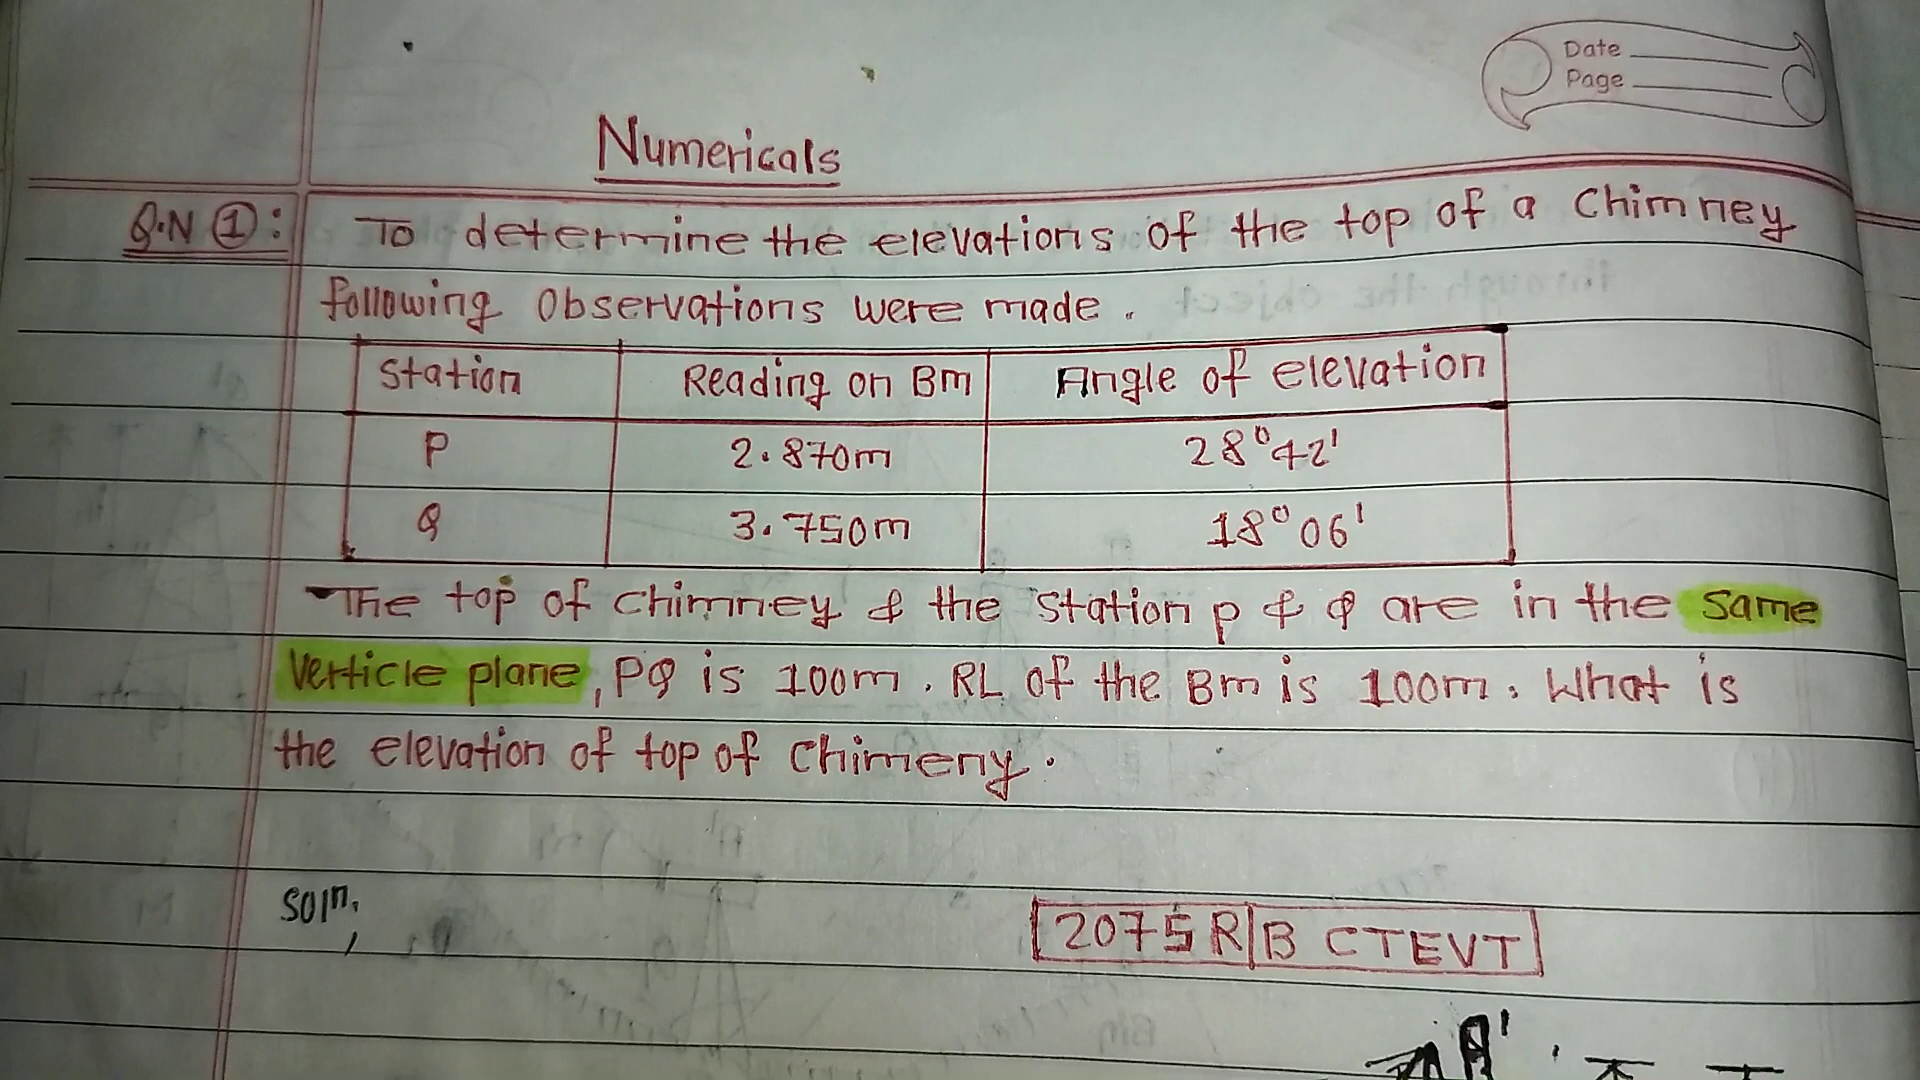 Date
Page
Numericals
Q.N ①: To determine the elevations of the top of a Chimney
following observations were made.
Station Reading on Bm Angle of elevation
P 2.870m 28°42'
Q 3.750m 18°06'
The top of chimney & the station p & q are in the same
verticle plane, PQ is 100m. RL of the Bm is 100m. What is
the elevation of top of Chimeny.
soln,
2075 R/B CTEVT
A'